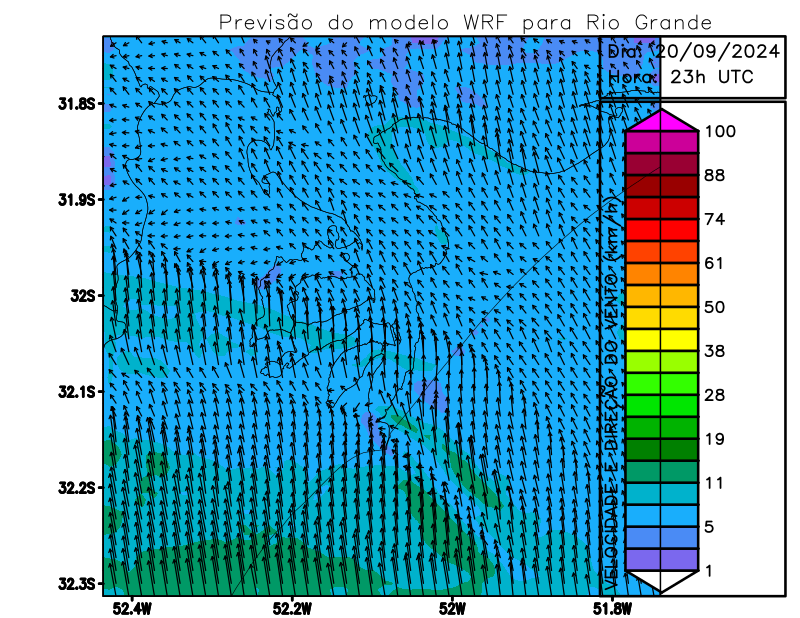 Previsão do modelo WRF para Rio Grande
Dia: 20/09/2024
Hora: 23h UTC
31.8S
31.9S
32S
32.1S
32.2S
32.3S
52.4W
52.2W
52W
51.8W
VELOCIDADE E DIREÇÃO DO VENTO (km/h)
100
88
74
61
50
38
28
19
11
5
1